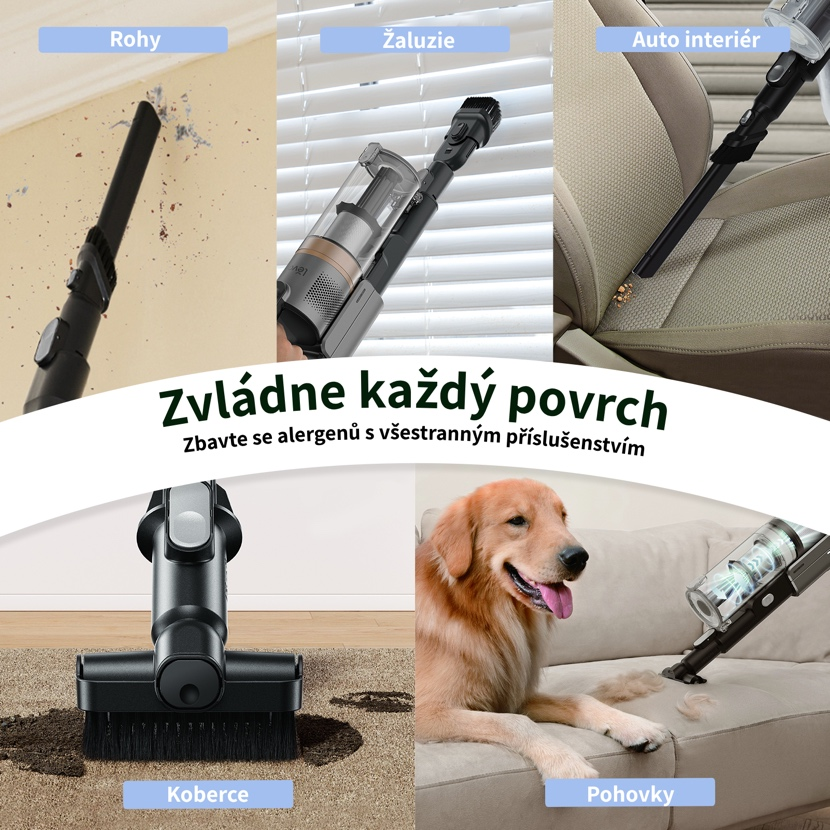 Rohy
Žaluzie
Auto interiér
Zvládne každý povrch
Zbavte se alergenů s všestranným příslušenstvím
Koberce
Pohovky